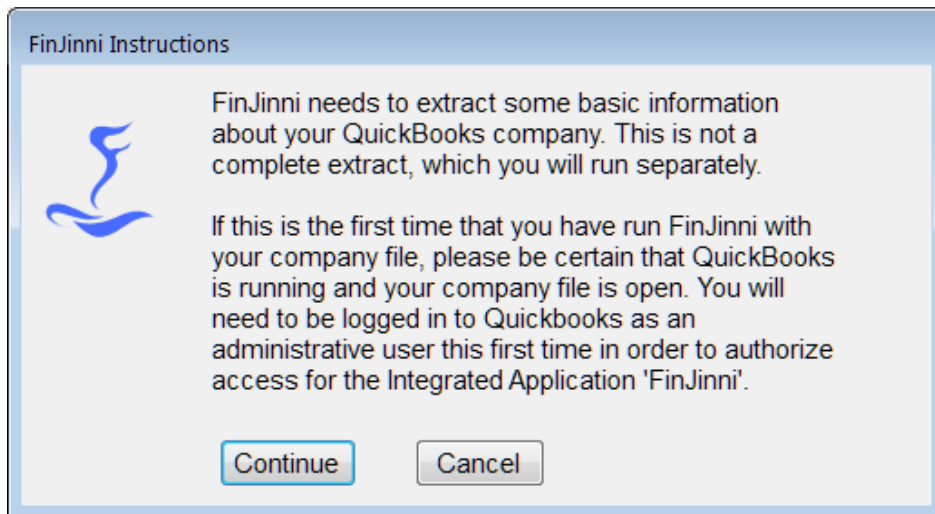 FinJinni Instructions
FinJinni needs to extract some basic information
about your QuickBooks company. This is not a
complete extract, which you will run separately.
If this is the first time that you have run FinJinni with
your company file, please be certain that QuickBooks
is running and your company file is open. You will
need to be logged in to Quickbooks as an
administrative user this first time in order to authorize
access for the Integrated Application 'FinJinni'.
Continue
Cancel